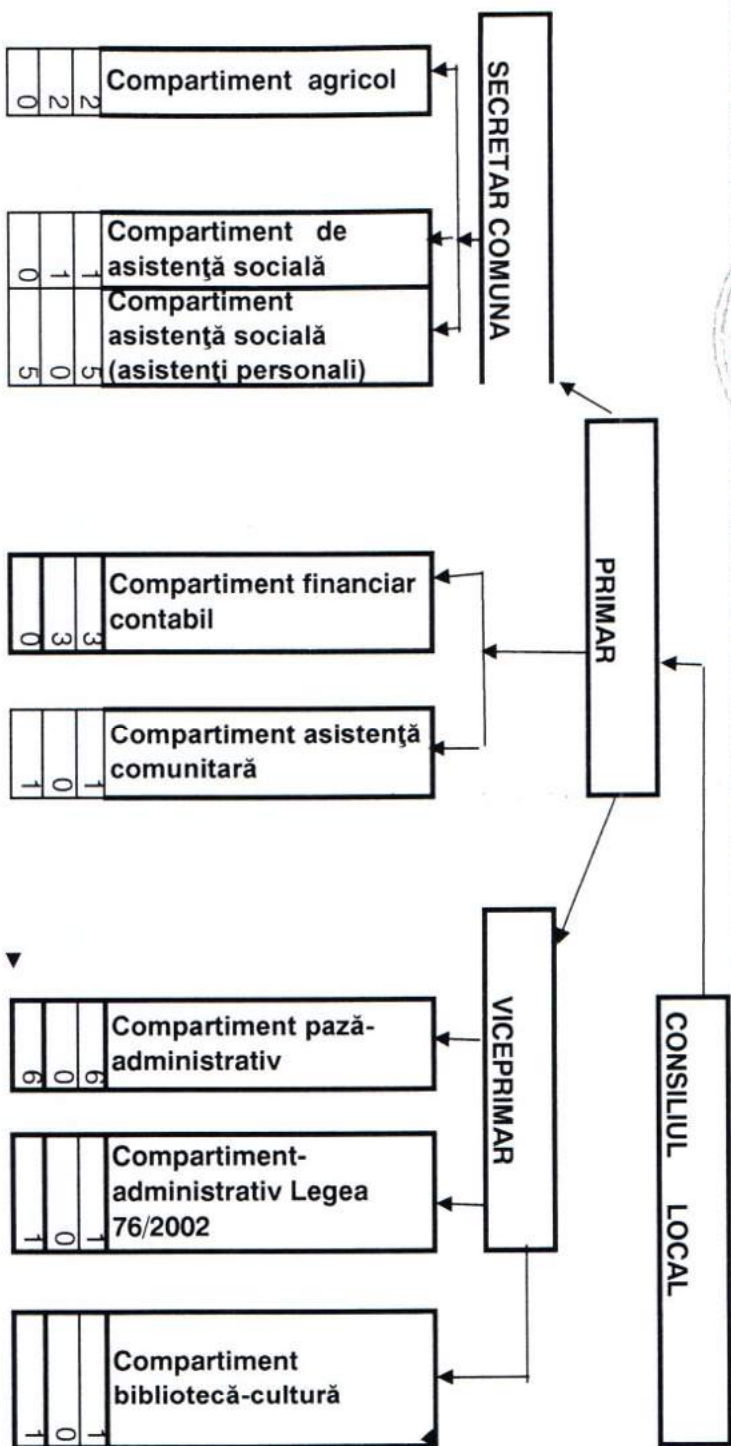 CONSILIUL LOCAL
PRIMAR
SECRETAR COMUNA
VICEPRIMAR
Compartiment agricol
2 2 0
Compartiment de
asistenţă socială
1 1 0
Compartiment
asistenţă socială
(asistenţi personali)
5 0 5
Compartiment financiar
contabil
3 3 0
Compartiment asistenţă
comunitară
1 0 1
Compartiment pază-
administrativ
6 0 6
Compartiment-
administrativ Legea
76/2002
1 0 1
Compartiment
bibliotecă-cultură
1 0 1